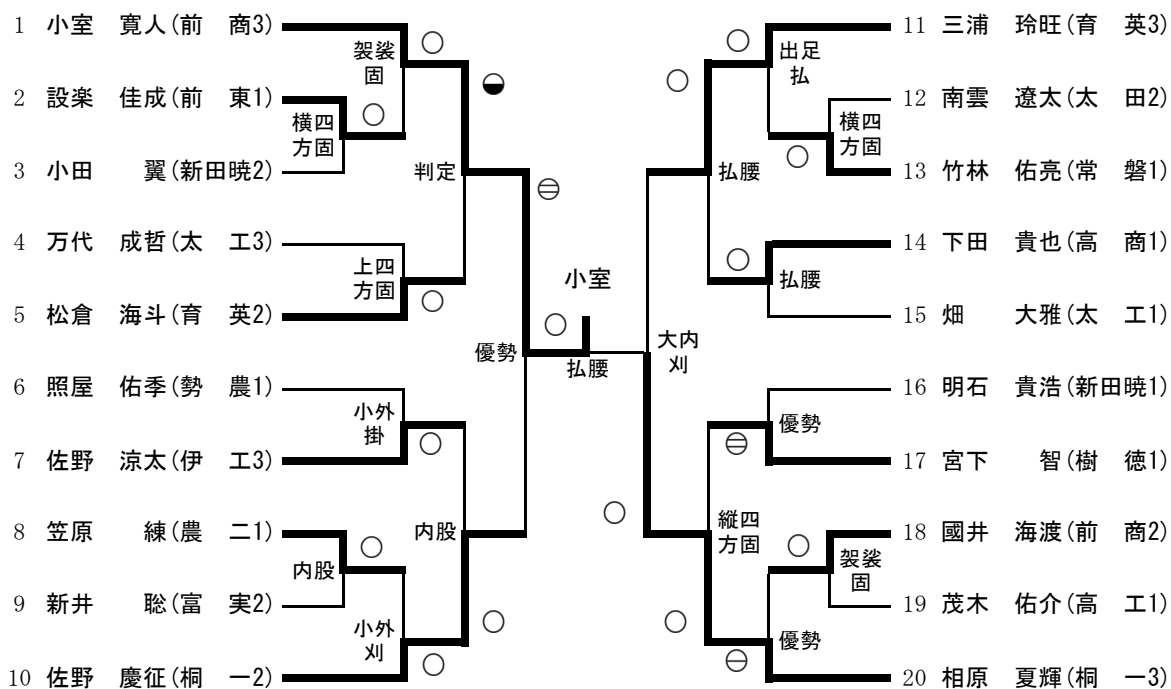 1 小室 寛人(前 商3)
袈裟
固
2 設楽 佳成(前 東1)
横四
方固
3 小田 翼(新田暁2)
判定
4 万代 成哲(太 工3)
上四
方固
5 松倉 海斗(育 英2)
優勢
6 照屋 佑季(勢 農1)
小外
掛
7 佐野 涼太(伊 工3)
内股
8 笠原 練(農 二1)
内股
9 新井 聡(富 実2)
小外
刈
10 佐野 慶征(桐 一2)
小室
払腰
11 三浦 玲旺(育 英3)
出足
払
12 南雲 遼太(太 田2)
横四
方固
13 竹林 佑亮(常 磐1)
払腰
14 下田 貴也(高 商1)
払腰
15 畑 大雅(太 工1)
大内
刈
16 明石 貴浩(新田暁1)
優勢
17 宮下 智(樹 徳1)
縦四
方固
18 國井 海渡(前 商2)
袈裟
固
19 茂木 佑介(高 工1)
優勢
20 相原 夏輝(桐 一3)